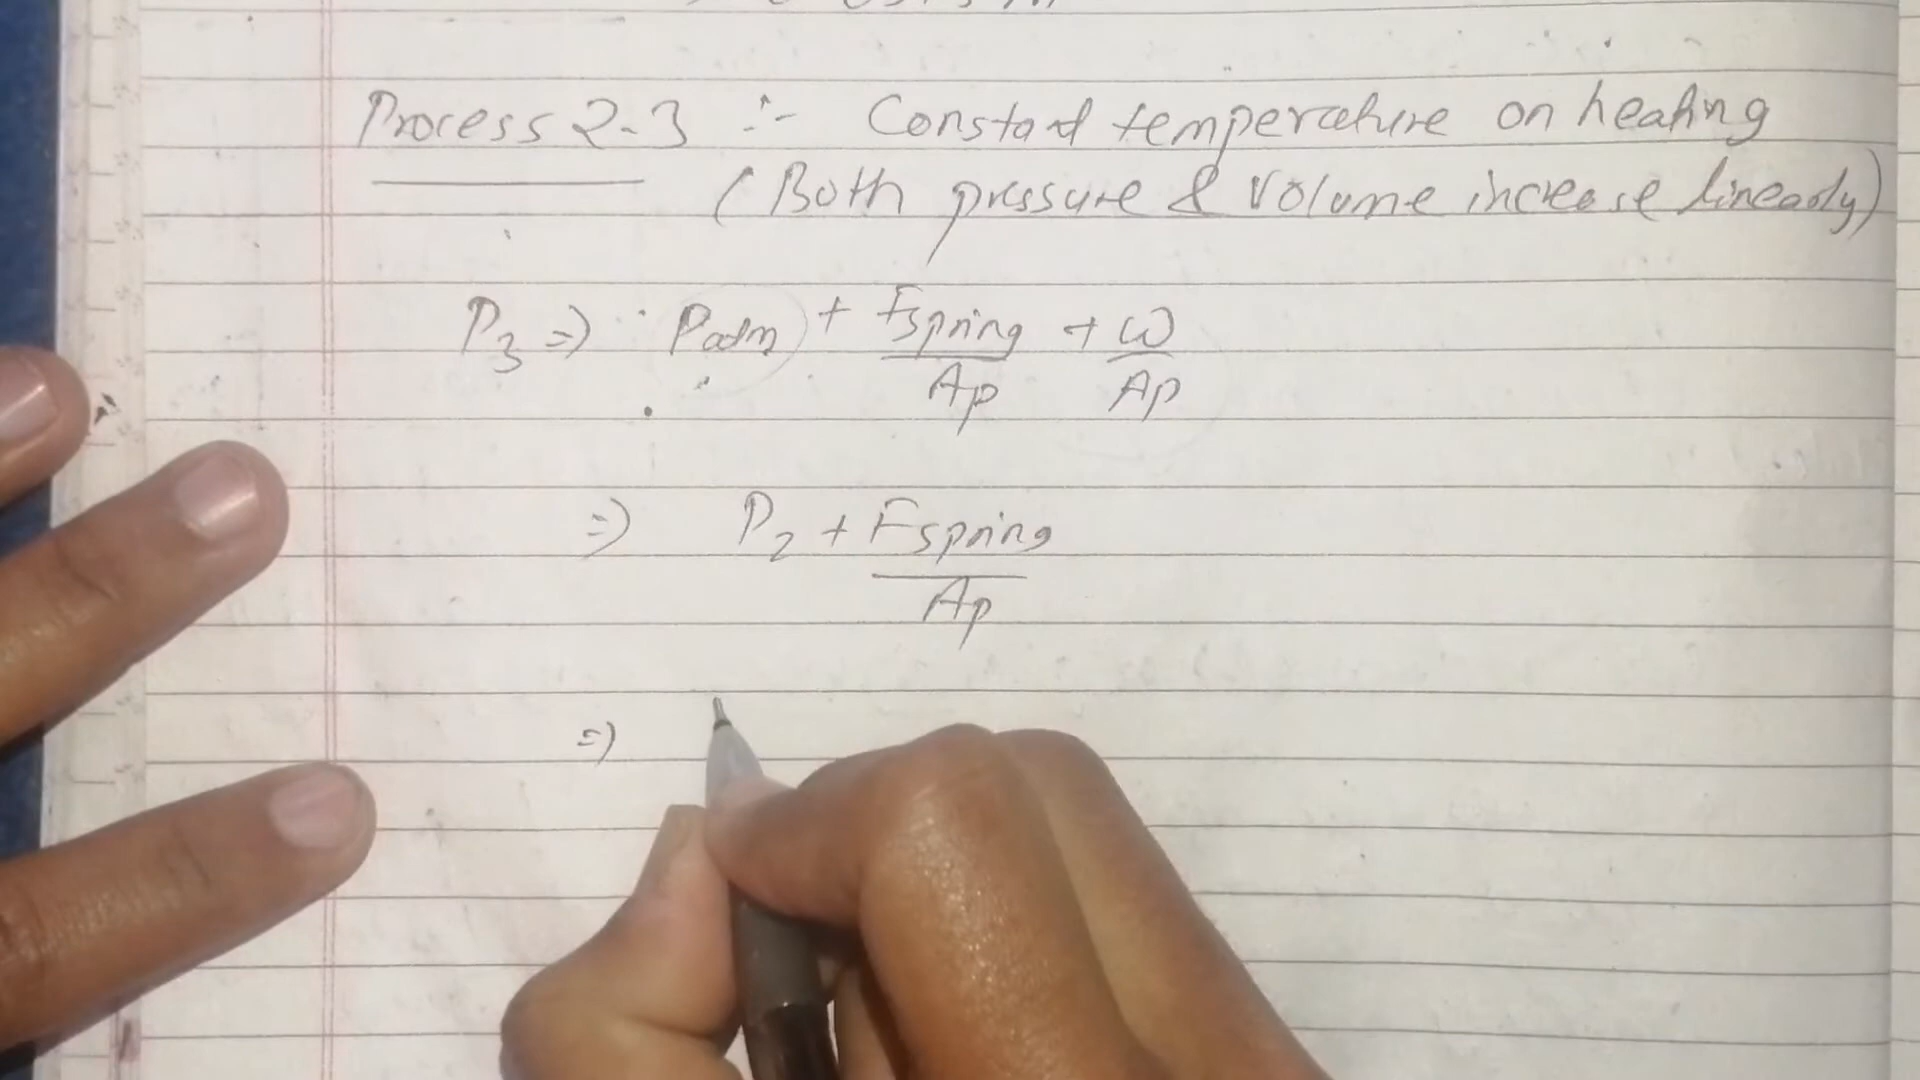 Process 2-3 :- Constant temperature on heating
(Both pressure & volume increase linearly)
P3 => Patm + Fspring/Ap + W/Ap
=> P2 + Fspring/Ap
=>